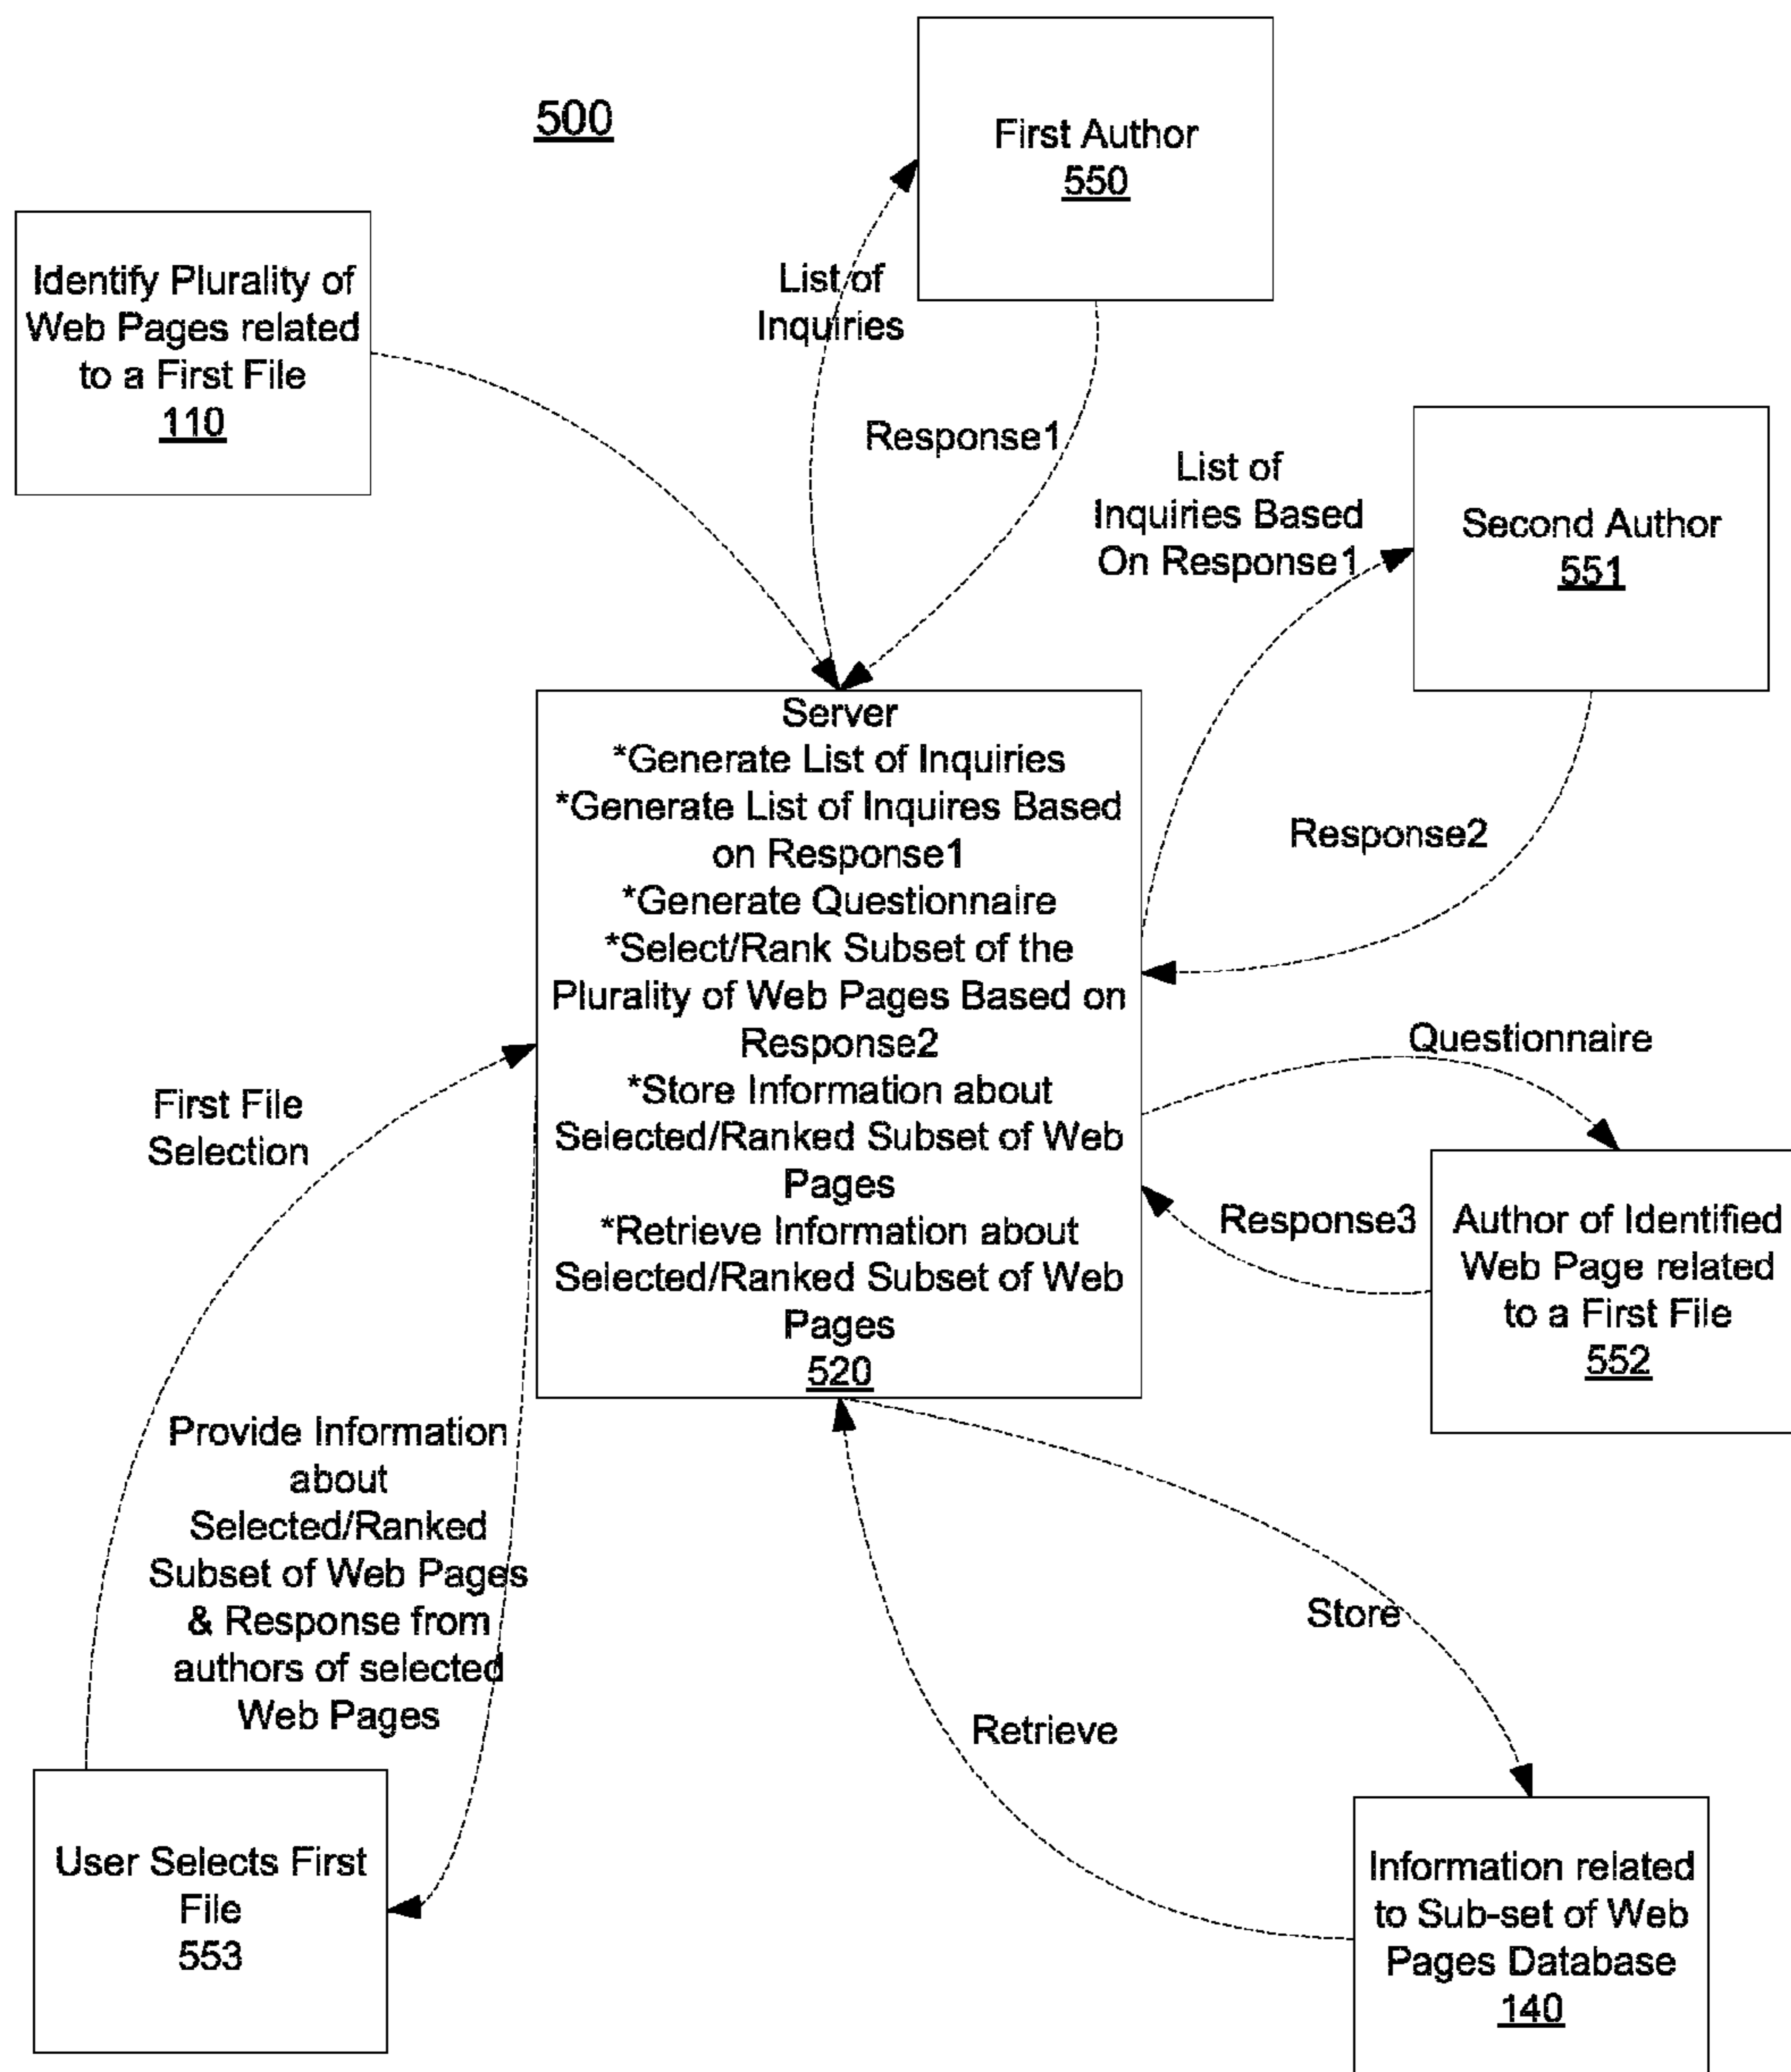 500
First Author
550
Identify Plurality of
Web Pages related
to a First File
110
List of
Inquiries
Response1
List of
Inquiries Based
On Response1
Second Author
551
Response2
Server
*Generate List of Inquiries
*Generate List of Inquires Based
on Response1
*Generate Questionnaire
*Select/Rank Subset of the
Plurality of Web Pages Based on
Response2
*Store Information about
Selected/Ranked Subset of Web
Pages
*Retrieve Information about
Selected/Ranked Subset of Web
Pages
520
Questionnaire
Response3
Author of Identified
Web Page related
to a First File
552
First File
Selection
Provide Information
about
Selected/Ranked
Subset of Web Pages
& Response from
authors of selected
Web Pages
Store
Retrieve
User Selects First
File
553
Information related
to Sub-set of Web
Pages Database
140